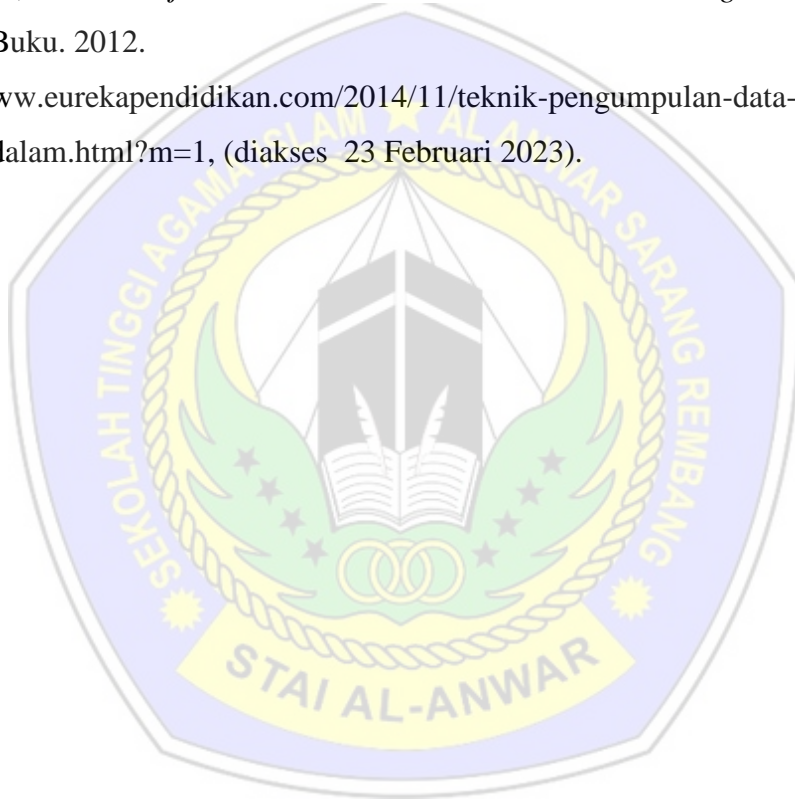 Buku. 2012.
ww.eurekapendidikan.com/2014/11/teknik-pengumpulan-data-
dalam.html?m=1, (diakses  23 Februari 2023).
SEKOLAH TINGGI AGAMA ISLAM ★ AL ANWAR SARANG REMBANG
STAI AL-ANWAR